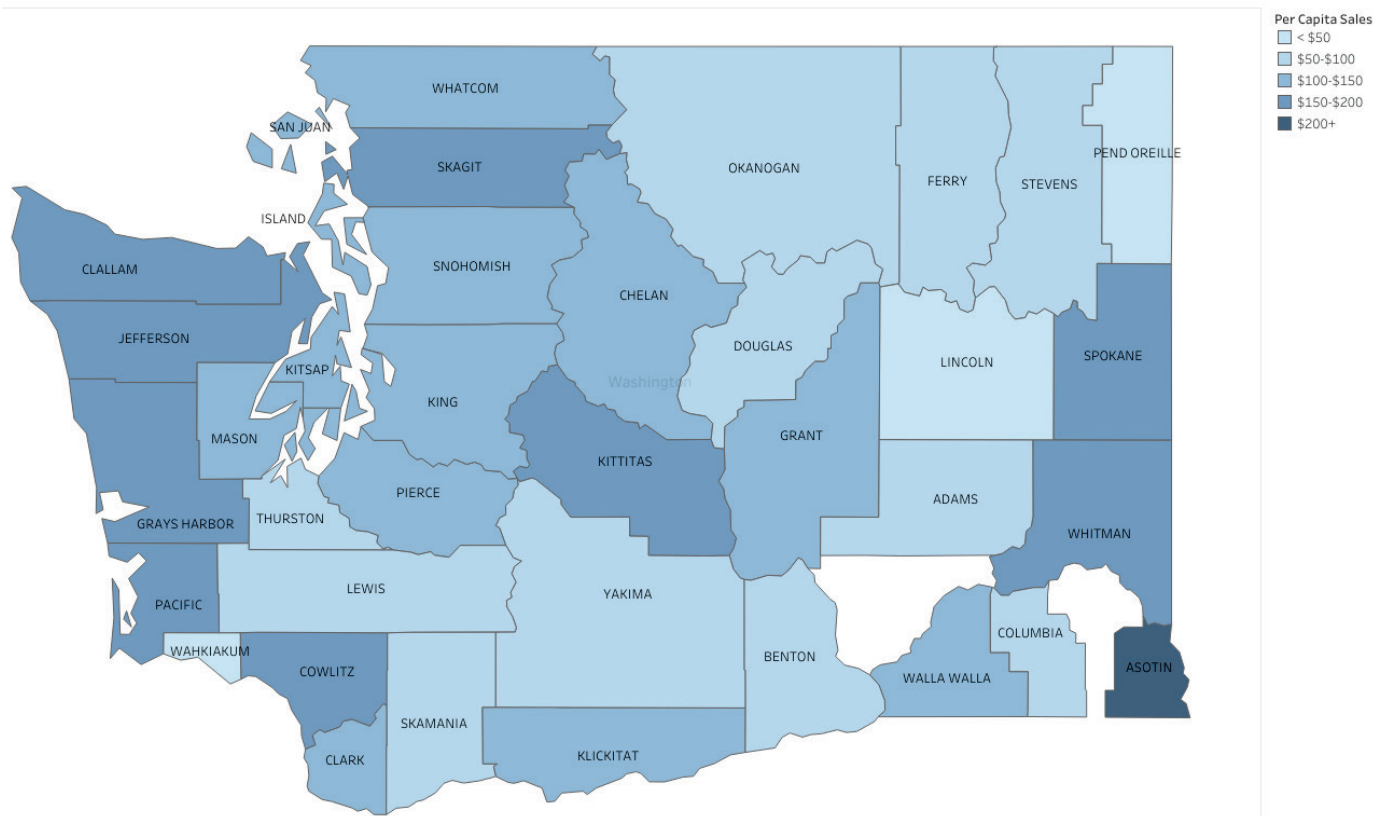 Per Capita Sales
< $50
$50-$100
$100-$150
$150-$200
$200+
WHATCOM
SAN JUAN
SKAGIT
OKANOGAN
FERRY
STEVENS
PEND OREILLE
ISLAND
CLALLAM
SNOHOMISH
CHELAN
JEFFERSON
DOUGLAS
LINCOLN
SPOKANE
KITSAP
Washington
KING
MASON
GRANT
KITTITAS
PIERCE
ADAMS
THURSTON
GRAYS HARBOR
WHITMAN
LEWIS
YAKIMA
PACIFIC
COLUMBIA
WAHKIAKUM
BENTON
ASOTIN
COWLITZ
WALLA WALLA
SKAMANIA
CLARK
KLICKITAT